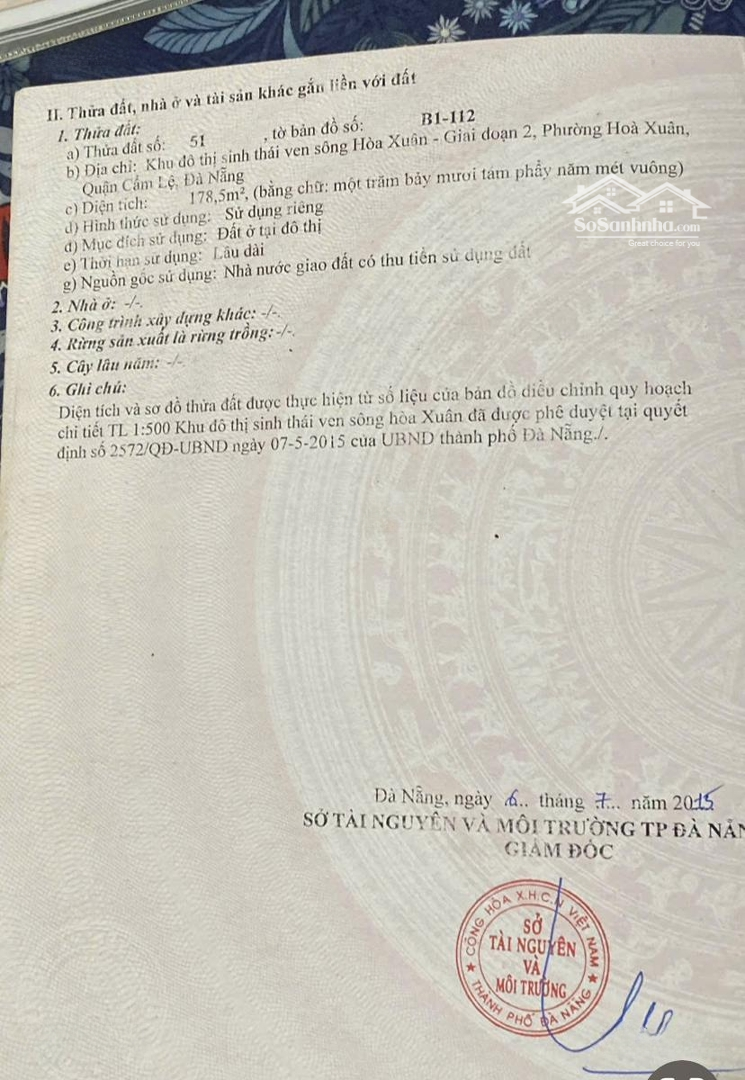 II. Thửa đất, nhà ở và tài sản khác gắn liền với đất
1. Thửa đất:
a) Thửa đất số: 51 , tờ bản đồ số: B1-112
b) Địa chỉ: Khu đô thị sinh thái ven sông Hòa Xuân - Giai đoạn 2, Phường Hoà Xuân,
Quận Cẩm Lệ, Đà Nẵng
c) Diện tích: 178,5m², (bằng chữ: một trăm bảy mươi tám phẩy năm mét vuông)
d) Hình thức sử dụng: Sử dụng riêng
đ) Mục đích sử dụng: Đất ở tại đô thị
e) Thời hạn sử dụng: Lâu dài
g) Nguồn gốc sử dụng: Nhà nước giao đất có thu tiền sử dụng đất
2. Nhà ở: -/-.
3. Công trình xây dựng khác: -/-.
4. Rừng sản xuất là rừng trồng: -/-.
5. Cây lâu năm: -/-.
6. Ghi chú:
Diện tích và sơ đồ thửa đất được thực hiện từ số liệu của bản đồ điều chỉnh quy hoạch
chi tiết TL 1:500 Khu đô thị sinh thái ven sông hòa Xuân đã được phê duyệt tại quyết
định số 2572/QĐ-UBND ngày 07-5-2015 của UBND thành phố Đà Nẵng./.
SoSanhnha.com
Great choice for you
Đà Nẵng, ngày 6.. tháng 7... năm 2015
SỞ TÀI NGUYÊN VÀ MÔI TRƯỜNG TP ĐÀ NẴN
GIÁM ĐỐC
CỘNG HÒA X.H.C.N VIỆT NAM
SỞ
TÀI NGUYÊN
VÀ
MÔI TRƯỜNG
THÀNH PHỐ ĐÀ NẴNG